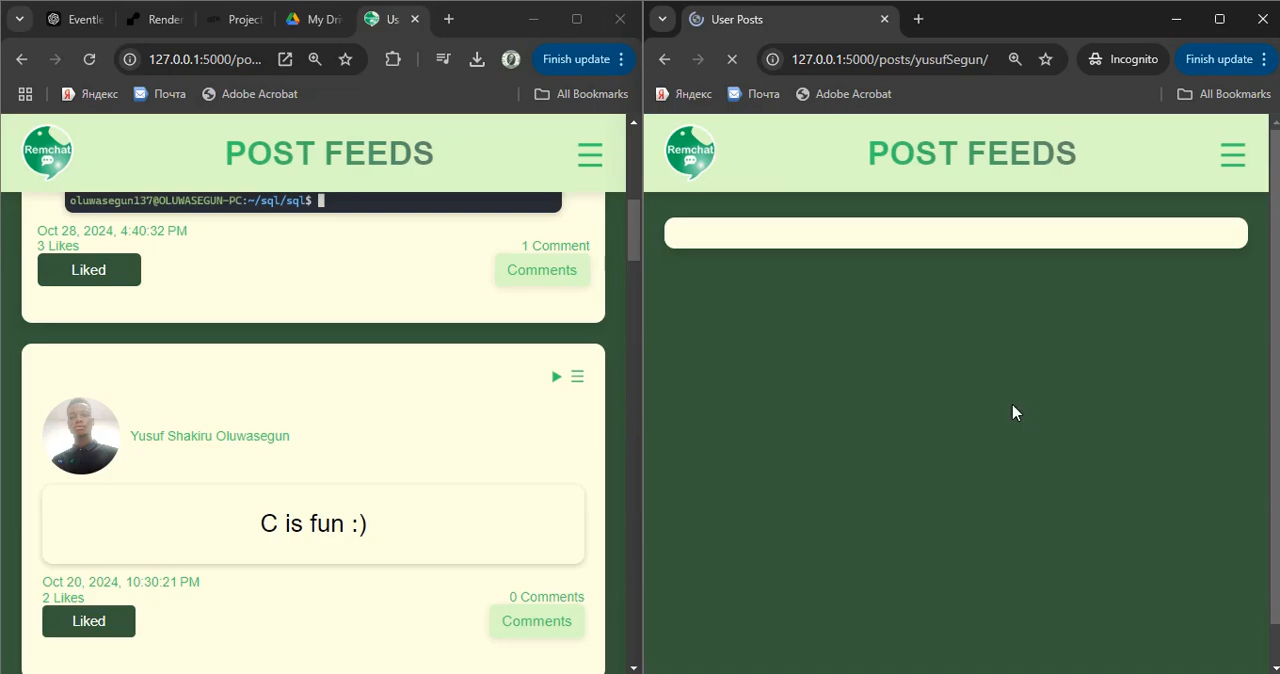 Eventle
Render
Project
My Dri
Us
127.0.0.1:5000/po...
Finish update
Яндекс
Почта
Adobe Acrobat
All Bookmarks
Remchat
POST FEEDS
oluwasegun137@OLUWASEGUN-PC:~/sql/sql$
Oct 28, 2024, 4:40:32 PM
3 Likes
1 Comment
Liked
Comments
Yusuf Shakiru Oluwasegun
C is fun :)
Oct 20, 2024, 10:30:21 PM
2 Likes
0 Comments
Liked
Comments
User Posts
127.0.0.1:5000/posts/yusufSegun/
Incognito
Finish update
Яндекс
Почта
Adobe Acrobat
All Bookmarks
Remchat
POST FEEDS